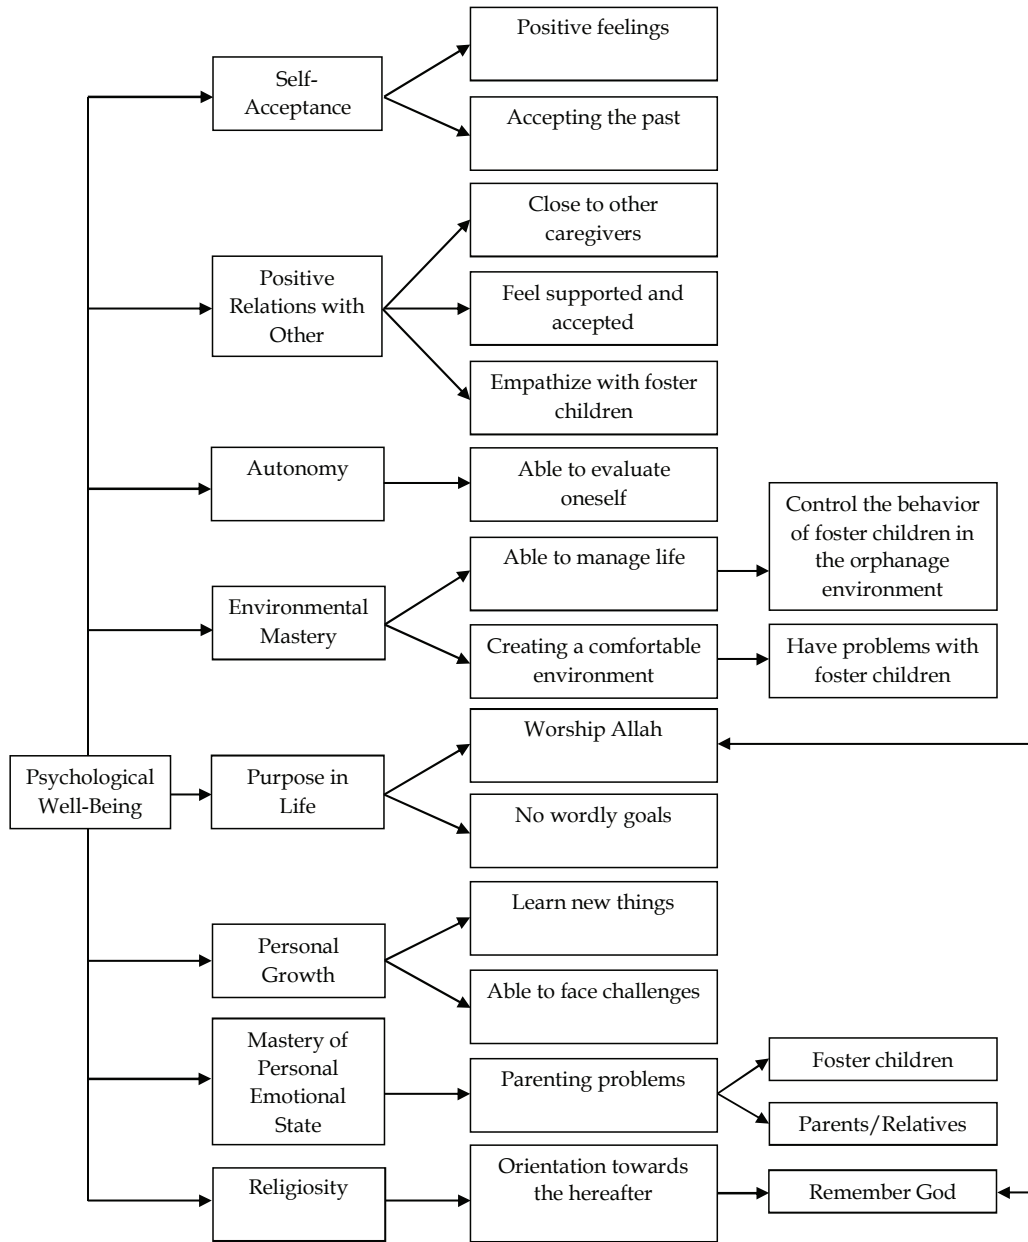 Positive feelings
Self-
Acceptance
Accepting the past
Close to other
caregivers
Positive
Relations with
Other
Feel supported and
accepted
Empathize with foster
children
Autonomy
Able to evaluate
oneself
Control the behavior
of foster children in
the orphanage
environment
Able to manage life
Environmental
Mastery
Creating a comfortable
environment
Have problems with
foster children
Worship Allah
Psychological
Well-Being
Purpose in
Life
No wordly goals
Learn new things
Personal
Growth
Able to face challenges
Mastery of
Personal
Emotional
State
Parenting problems
Foster children
Parents/Relatives
Religiosity
Orientation towards
the hereafter
Remember God